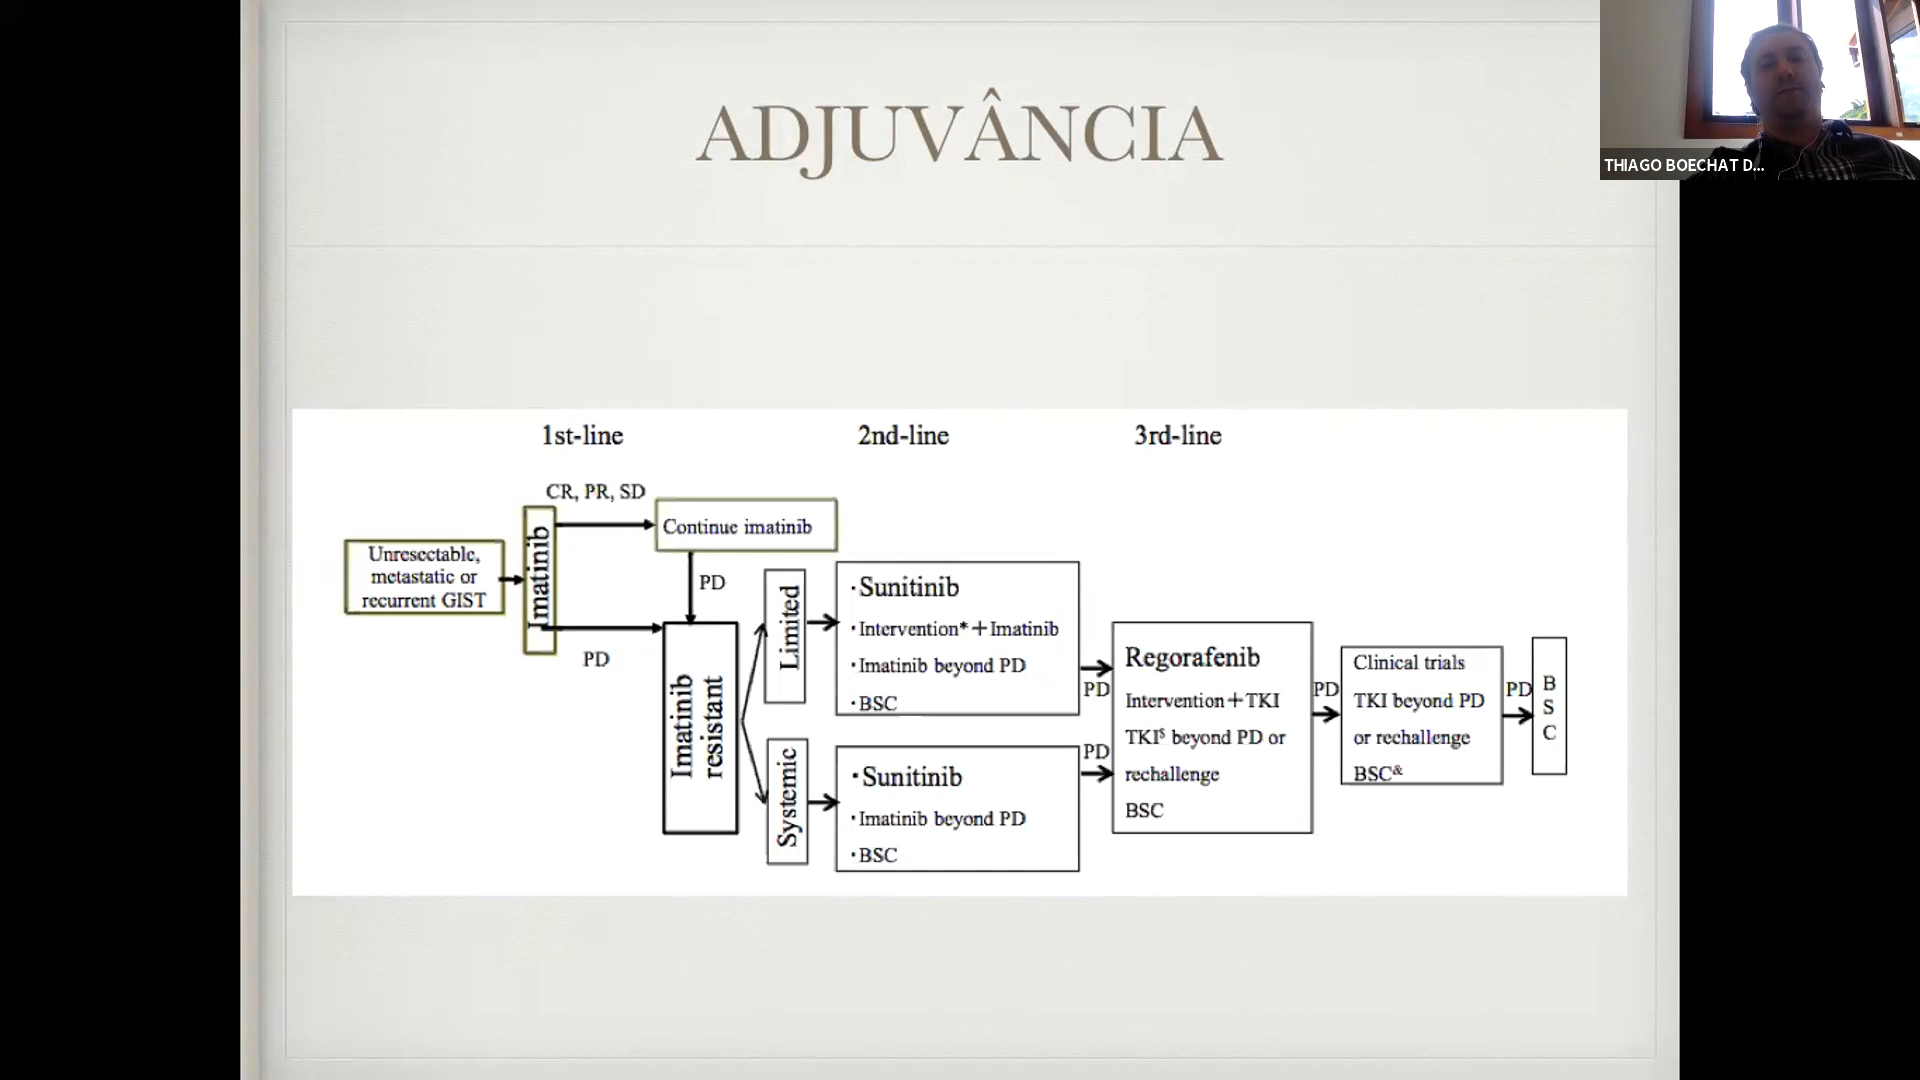 ADJUVÂNCIA
THIAGO BOECHAT D...
1st-line
2nd-line
3rd-line
CR, PR, SD
Unresectable,
metastatic or
recurrent GIST
Imatinib
Continue imatinib
PD
PD
Imatinib
resistant
Limited
Systemic
·Sunitinib
·Intervention*+Imatinib
·Imatinib beyond PD
·BSC
·Sunitinib
·Imatinib beyond PD
·BSC
PD
PD
Regorafenib
Intervention+TKI
TKI$ beyond PD or
rechallenge
BSC
PD
Clinical trials
TKI beyond PD
or rechallenge
BSC&
PD
B
S
C